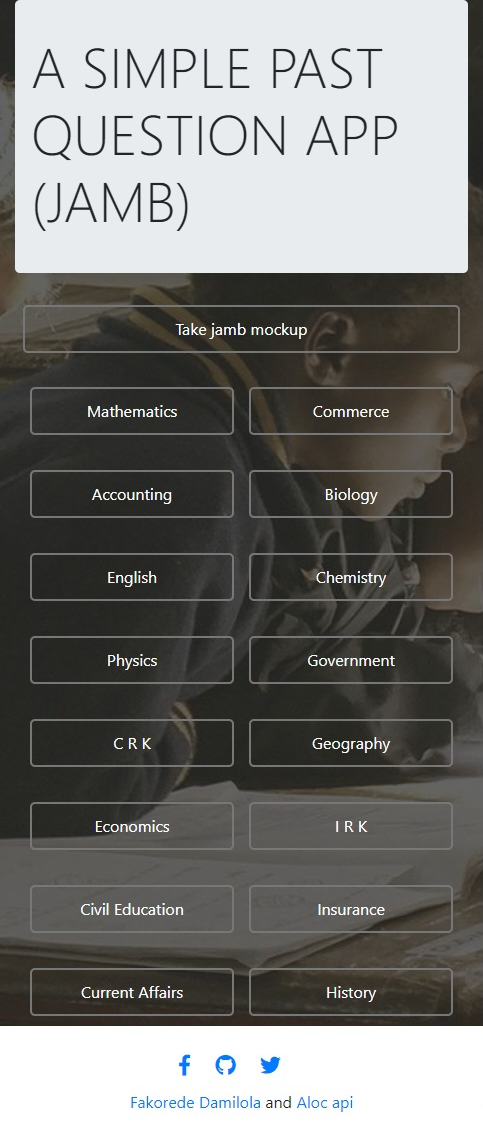 A SIMPLE PAST
QUESTION APP
(JAMB)
Take jamb mockup
Mathematics
Commerce
Accounting
Biology
English
Chemistry
Physics
Government
C R K
Geography
Economics
I R K
Civil Education
Insurance
Current Affairs
History
Fakorede Damilola and Aloc api